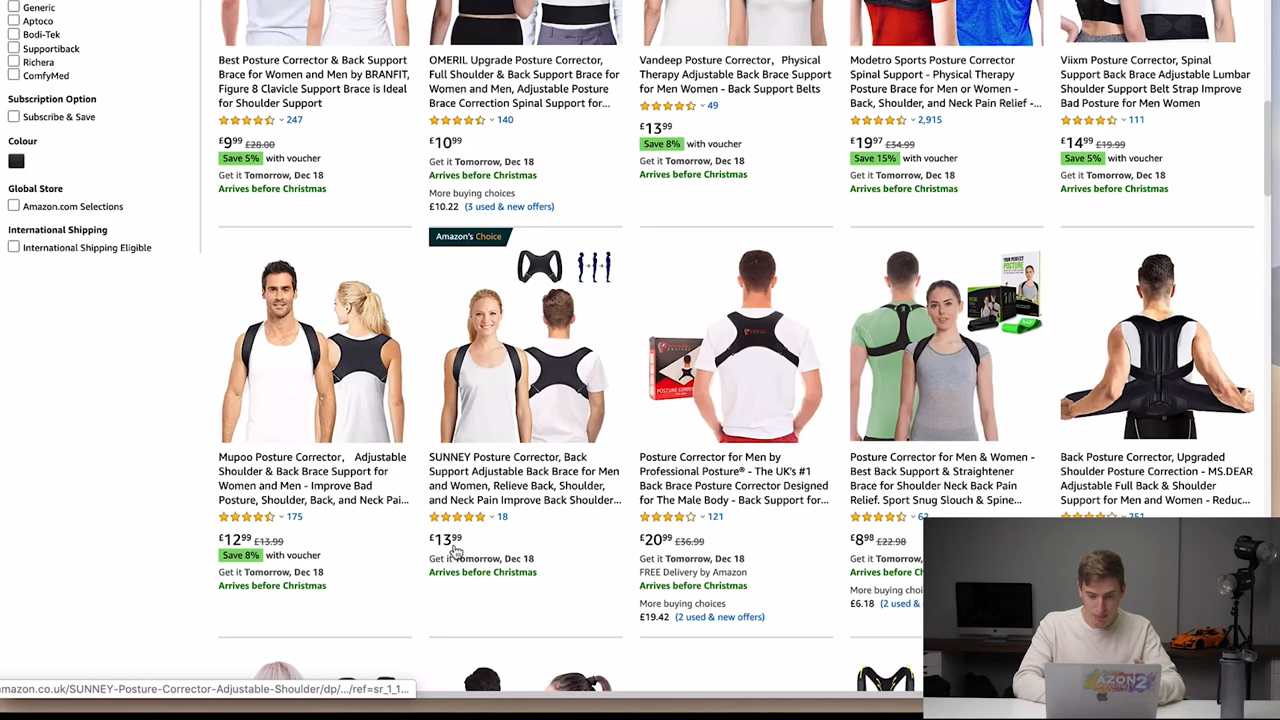 Generic
Aptoco
Bodi-Tek
Supportiback
Richera
ComfyMed
Subscription Option
Subscribe & Save
Colour
Global Store
Amazon.com Selections
International Shipping
International Shipping Eligible
Best Posture Corrector & Back Support
Brace for Women and Men by BRANFIT,
Figure 8 Clavicle Support Brace is Ideal
for Shoulder Support
247
£9⁹⁹ £28.00
Save 5% with voucher
Get it Tomorrow, Dec 18
Arrives before Christmas
OMERIL Upgrade Posture Corrector,
Full Shoulder & Back Support Brace for
Women and Men, Adjustable Posture
Brace Correction Spinal Support for...
140
£10⁹⁹
Get it Tomorrow, Dec 18
Arrives before Christmas
More buying choices
£10.22 (3 used & new offers)
Vandeep Posture Corrector， Physical
Therapy Adjustable Back Brace Support
for Men Women - Back Support Belts
49
£13⁹⁹
Save 8% with voucher
Get it Tomorrow, Dec 18
Arrives before Christmas
Modetro Sports Posture Corrector
Spinal Support - Physical Therapy
Posture Brace for Men or Women -
Back, Shoulder, and Neck Pain Relief -...
2,915
£19⁹⁷ £34.99
Save 15% with voucher
Get it Tomorrow, Dec 18
Arrives before Christmas
Viixm Posture Corrector, Spinal
Support Back Brace Adjustable Lumbar
Shoulder Support Belt Strap Improve
Bad Posture for Men Women
111
£14⁹⁹ £19.99
Save 5% with voucher
Get it Tomorrow, Dec 18
Arrives before Christmas
Mupoo Posture Corrector， Adjustable
Shoulder & Back Brace Support for
Women and Men - Improve Bad
Posture, Shoulder, Back, and Neck Pai...
175
£12⁹⁹ £13.99
Save 8% with voucher
Get it Tomorrow, Dec 18
Arrives before Christmas
Amazon's Choice
SUNNEY Posture Corrector, Back
Support Adjustable Back Brace for Men
and Women, Relieve Back, Shoulder,
and Neck Pain Improve Back Shoulder...
18
£13⁹⁹
Get it Tomorrow, Dec 18
Arrives before Christmas
Posture Corrector for Men by
Professional Posture® - The UK's #1
Back Brace Posture Corrector Designed
for The Male Body - Back Support for...
121
£20⁹⁹ £36.99
Get it Tomorrow, Dec 18
FREE Delivery by Amazon
Arrives before Christmas
More buying choices
£19.42 (2 used & new offers)
YOUR PERFECT
POSTURE
Posture Corrector for Men & Women -
Best Back Support & Straightener
Brace for Shoulder Neck Back Pain
Relief. Sport Snug Slouch & Spine...
£8⁹⁸ £22.98
Get it Tomorrow,
Arrives before Ch
More buying choi
£6.18 (2 used &
Back Posture Corrector, Upgraded
Shoulder Posture Correction - MS.DEAR
Adjustable Full Back & Shoulder
Support for Men and Women - Reduc...
251
amazon.co.uk/SUNNEY-Posture-Corrector-Adjustable-Shoulder/dp/.../ref=sr_1_1...
AZON2